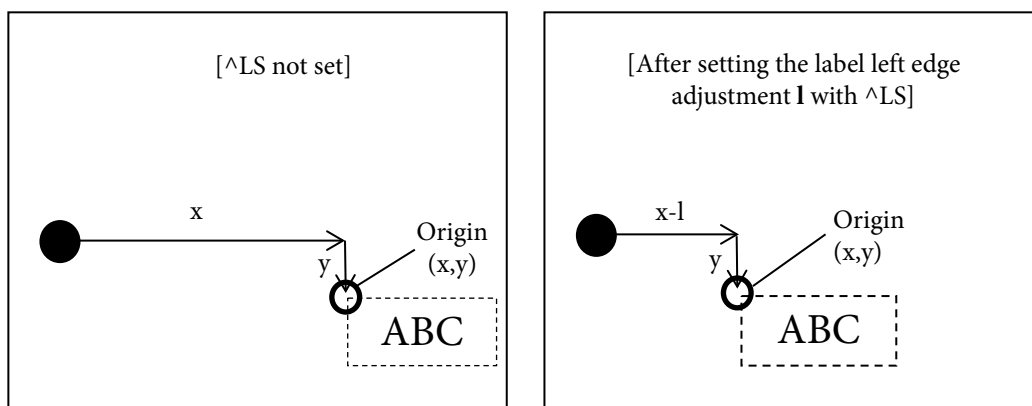 [^LS not set]
x
y
Origin
(x,y)
ABC
[After setting the label left edge
adjustment l with ^LS]
x-l
y
Origin
(x,y)
ABC